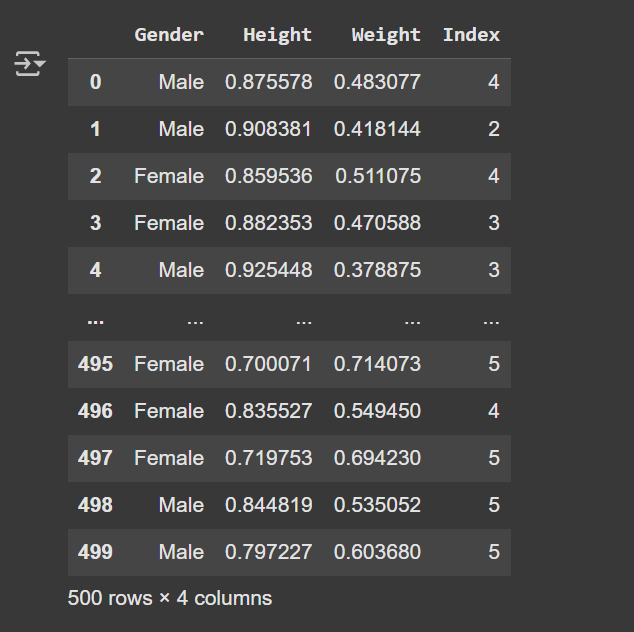 Gender Height Weight Index
0 Male 0.875578 0.483077 4
1 Male 0.908381 0.418144 2
2 Female 0.859536 0.511075 4
3 Female 0.882353 0.470588 3
4 Male 0.925448 0.378875 3
... ... ... ... ...
495 Female 0.700071 0.714073 5
496 Female 0.835527 0.549450 4
497 Female 0.719753 0.694230 5
498 Male 0.844819 0.535052 5
499 Male 0.797227 0.603680 5
500 rows × 4 columns